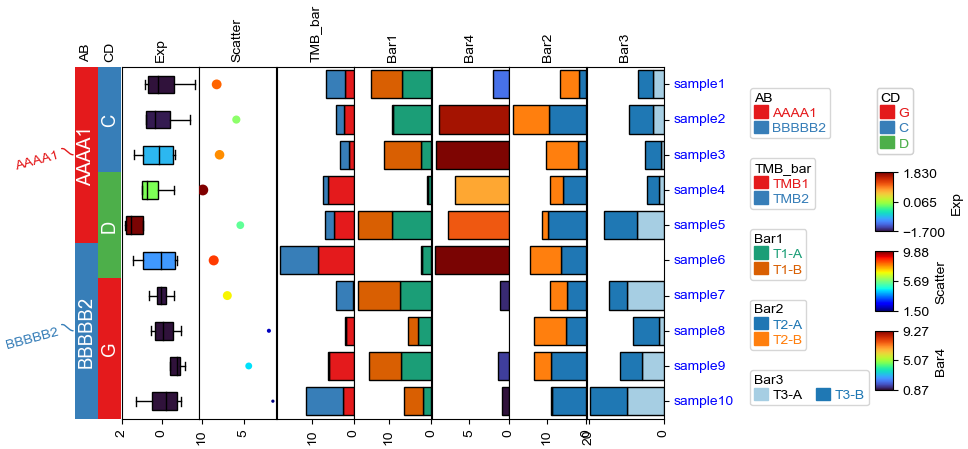 AB CD Exp Scatter TMB_bar Bar1 Bar4 Bar2 Bar3
AAAA1 BBBBB2
AAAA1 BBBBB2
C D G
sample1
sample2
sample3
sample4
sample5
sample6
sample7
sample8
sample9
sample10
2 0 10 5 10 0 10 0 5 0 10 0 20 0
AB
AAAA1
BBBBB2
TMB_bar
TMB1
TMB2
Bar1
T1-A
T1-B
Bar2
T2-A
T2-B
Bar3
T3-A T3-B
CD
G
C
D
1.830
0.065
−1.700
Exp
9.88
5.69
1.50
Scatter
9.27
5.07
0.87
Bar4